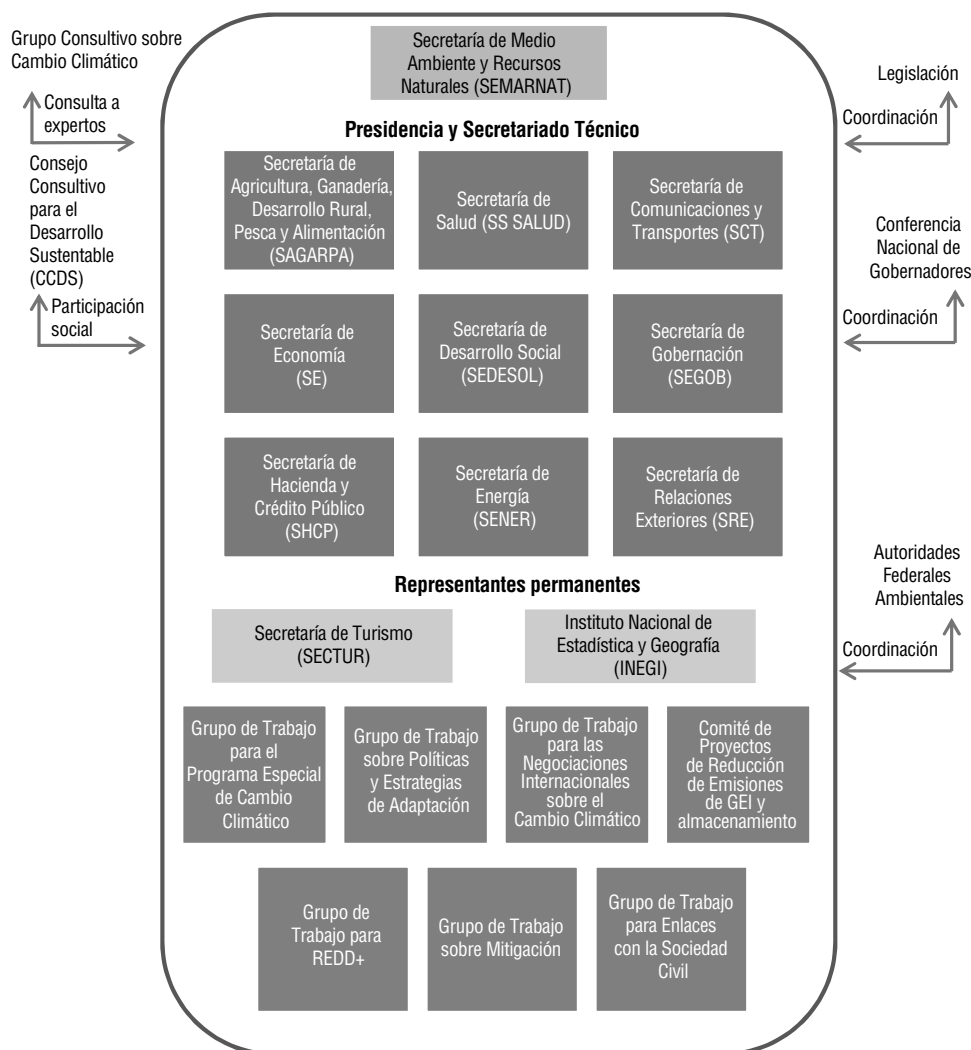 Grupo Consultivo sobre
Cambio Climático
Consulta a
expertos
Consejo
Consultivo
para el
Desarrollo
Sustentable
(CCDS)
Participación
social
Secretaría de Medio
Ambiente y Recursos
Naturales (SEMARNAT)
Presidencia y Secretariado Técnico
Secretaría de
Agricultura, Ganadería,
Desarrollo Rural,
Pesca y Alimentación
(SAGARPA)
Secretaría de
Salud (SS SALUD)
Secretaría de
Comunicaciones y
Transportes (SCT)
Secretaría de
Economía
(SE)
Secretaría de
Desarrollo Social
(SEDESOL)
Secretaría de
Gobernación
(SEGOB)
Secretaría de
Hacienda y
Crédito Público
(SHCP)
Secretaría de
Energía
(SENER)
Secretaría de
Relaciones
Exteriores (SRE)
Representantes permanentes
Secretaría de Turismo
(SECTUR)
Instituto Nacional de
Estadística y Geografía
(INEGI)
Grupo de Trabajo
para el
Programa Especial
de Cambio
Climático
Grupo de Trabajo
sobre Políticas
y Estrategias
de Adaptación
Grupo de Trabajo
para las
Negociaciones
Internacionales
sobre el
Cambio Climático
Comité de
Proyectos
de Reducción
de Emisiones
de GEI y
almacenamiento
Grupo de
Trabajo para
REDD+
Grupo de Trabajo
sobre Mitigación
Grupo de Trabajo
para Enlaces
con la Sociedad
Civil
Legislación
Coordinación
Conferencia
Nacional de
Gobernadores
Coordinación
Autoridades
Federales
Ambientales
Coordinación